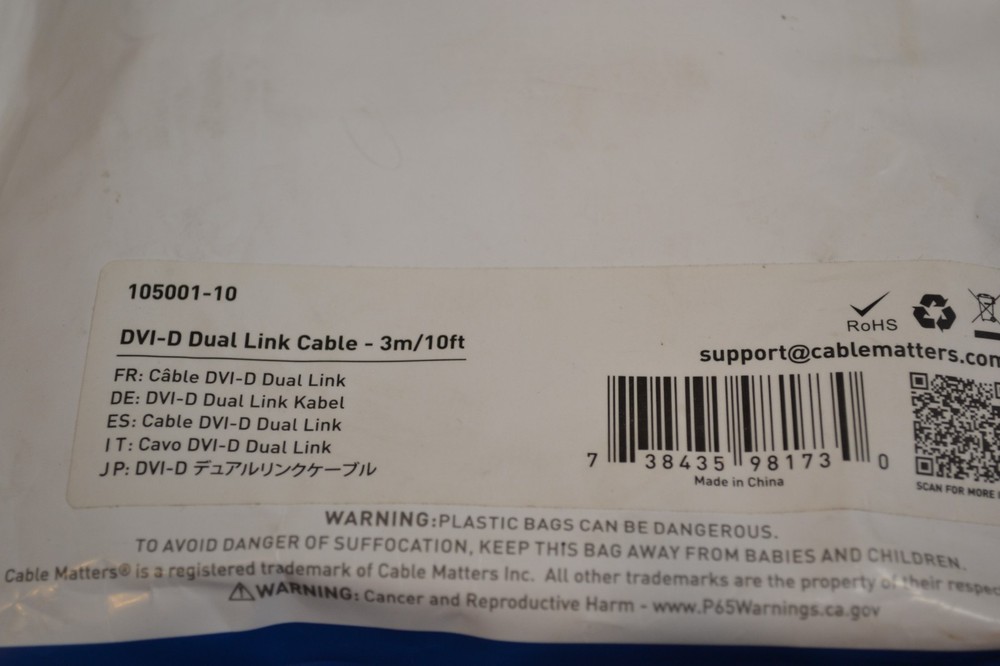 105001-10
DVI-D Dual Link Cable - 3m/10ft
FR: Câble DVI-D Dual Link
DE: DVI-D Dual Link Kabel
ES: Cable DVI-D Dual Link
IT: Cavo DVI-D Dual Link
JP: DVI-D デュアルリンクケーブル
RoHS
support@cablematters.com
7 38435 98173 0
Made in China
SCAN FOR MORE
WARNING:PLASTIC BAGS CAN BE DANGEROUS.
TO AVOID DANGER OF SUFFOCATION, KEEP THIS BAG AWAY FROM BABIES AND CHILDREN.
Cable Matters® is a registered trademark of Cable Matters Inc. All other trademarks are the property of their respec
WARNING: Cancer and Reproductive Harm - www.P65Warnings.ca.gov